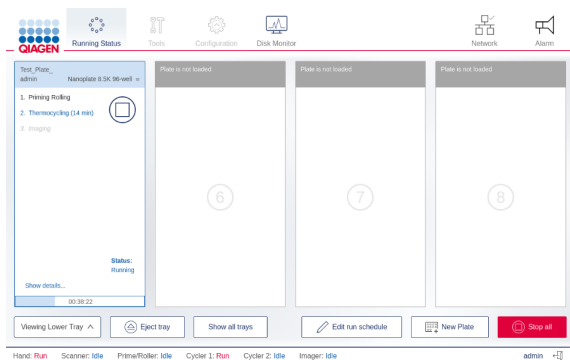 QIAGEN
Running Status
Tools
Configuration
Disk Monitor
Network
Alarm
Test_Plate_
admin Nanoplate 8.5K 96-well »
1. Priming Rolling
2. Thermocycling (14 min)
3. Imaging
Status:
Running
Show details...
00:38:22
Plate is not loaded
6
Plate is not loaded
7
Plate is not loaded
8
Viewing Lower Tray
Eject tray
Show all trays
Edit run schedule
New Plate
Stop all
Hand: Run Scanner: Idle Prime/Roller: Idle Cycler 1: Run Cycler 2: Idle Imager: Idle admin